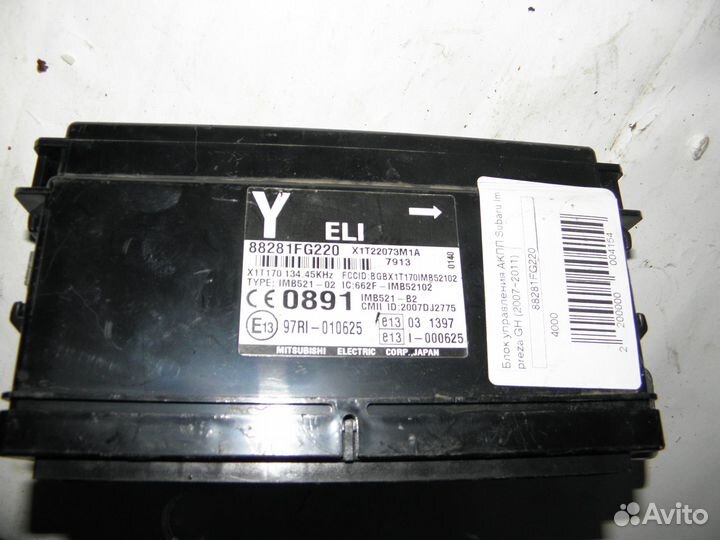 Y ELI
88281FG220 X1T22073M1A
7913
0140
X1T170 134.45KHz FCCID:BGBX1T170IMB52102
TYPE: IMB521-02 IC:662F-IMB52102
CE 0891 IMB521-B2
CMII ID:2007DJ2775
E13 97RI-010625 e13 03 1397
e13 I-000625
MITSUBISHI ELECTRIC CORP.,JAPAN
Блок управления АКПП Subaru Im
preza GH (2007-2011)
88281FG220
4000
2 200000 004154
Avito